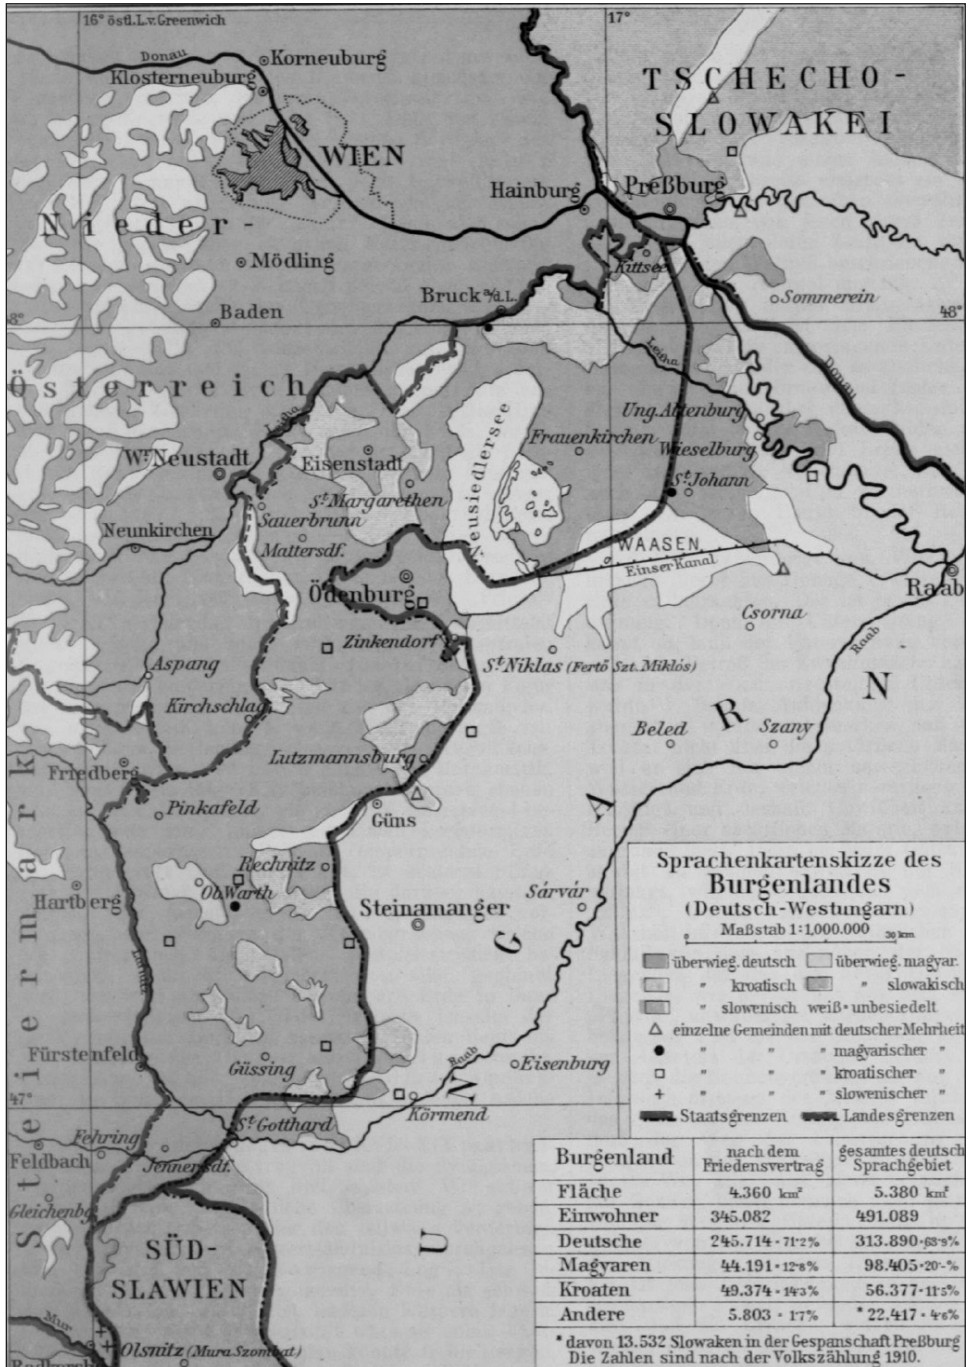 16° östl.L.v.Greenwich
17°
Donau
Korneuburg
Klosterneuburg
TSCHECHO-
SLOWAKEI
WIEN
Hainburg
Preßburg
Nieder-
Mödling
Kittsee
Bruck a/d.L.
Sommerein
Baden
48°
8°
Österreich
Leitha
Donau
Leitha
Ung.Altenburg
Wieselburg
Frauenkirchen
Wr. Neustadt
Eisenstadt
St. Margarethen
Neusiedlersee
St. Johann
Sauerbrunn
Neunkirchen
Mattersdf.
WAASEN
Einser Kanal
Raab
Ödenburg
Csorna
Zinkendorf
Raab
St. Niklas (Fertő Szt. Miklós)
Aspang
Kirchschlag
Beled
Szany
Lutzmannsburg
Friedberg
Pinkafeld
Güns
Rechnitz
Hartberg
Ob.Warth
Steinamanger
Sárvár
Steiermark
UNGARN
Fürstenfeld
Güssing
Raab
Eisenburg
47°
Körmend
St. Gotthard
Fehring
Feldbach
Jennersdf.
Gleichenbg.
SÜD-
SLAWIEN
Mur
Olsnitz (Mura Szombat)
Sprachenkartenskizze des
Burgenlandes
(Deutsch-Westungarn)
Maßstab 1:1,000.000
0 30 km
überwieg. deutsch überwieg. magyar.
" kroatisch " slowakisch
" slowenisch weiß = unbesiedelt
einzelne Gemeinden mit deutscher Mehrheit
" " " magyarischer "
" " " kroatischer "
" " " slowenischer "
Staatsgrenzen Landesgrenzen
Burgenland nach dem Friedensvertrag gesamtes deutsch Sprachgebiet
Fläche 4.360 km² 5.380 km²
Einwohner 345.082 491.089
Deutsche 245.714 = 71·2% 313.890 = 63·9%
Magyaren 44.191 = 12·8% 98.405 = 20·-%
Kroaten 49.374 = 14·3% 56.377 = 11·5%
Andere 5.803 = 1·7% * 22.417 = 4·6%
* davon 13.532 Slowaken in der Gespanschaft Preßburg
Die Zahlen sind nach der Volkszählung 1910.